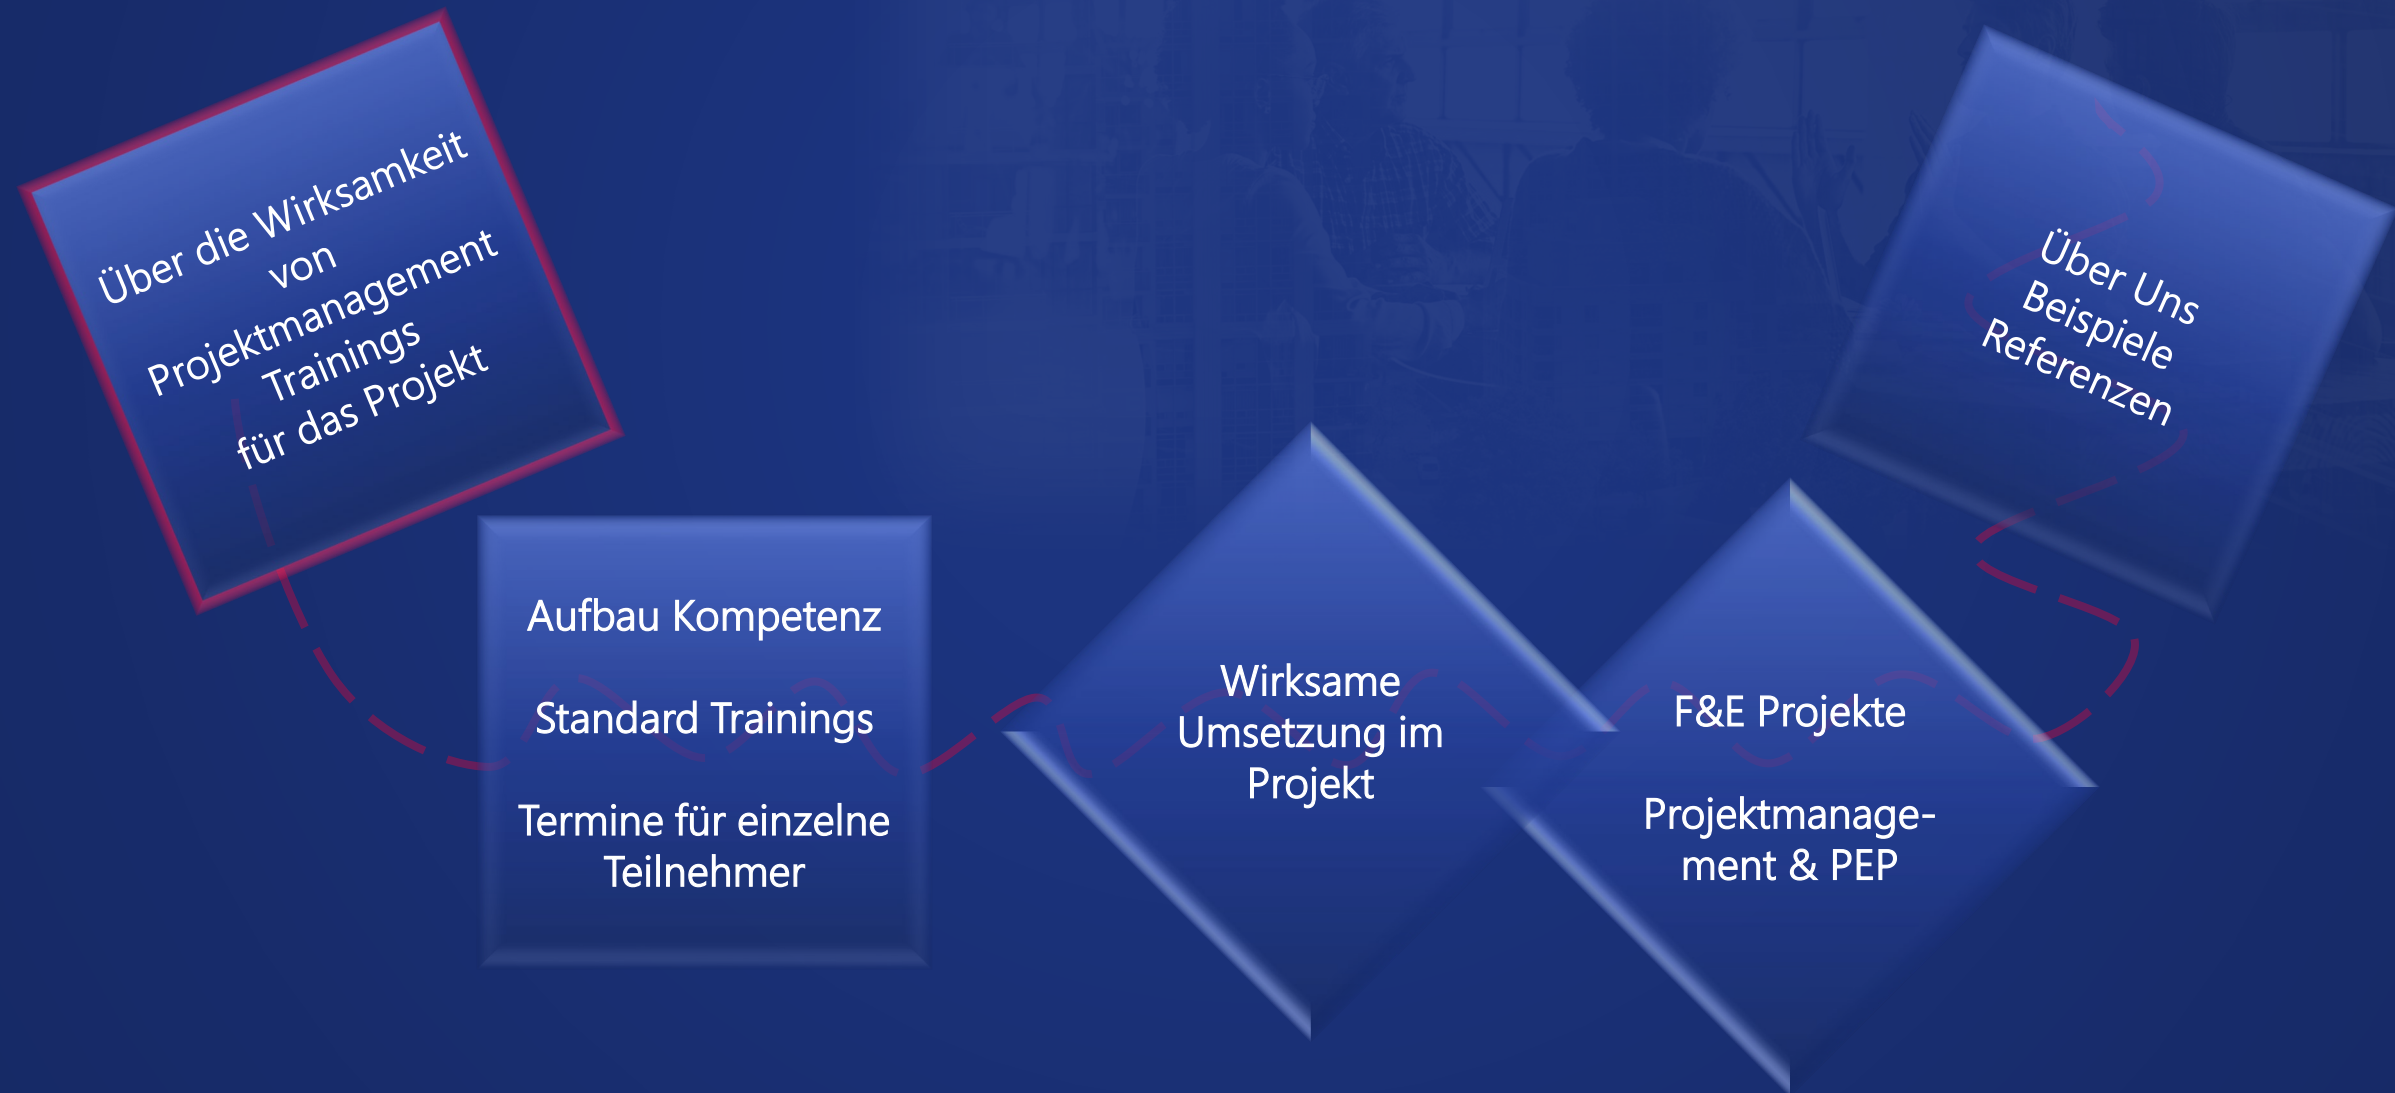 Über die Wirksamkeit
von
Projektmanagement
Trainings
für das Projekt
Aufbau Kompetenz
Standard Trainings
Termine für einzelne
Teilnehmer
Wirksame
Umsetzung im
Projekt
F&E Projekte
Projektmanage-
ment & PEP
Über Uns
Beispiele
Referenzen